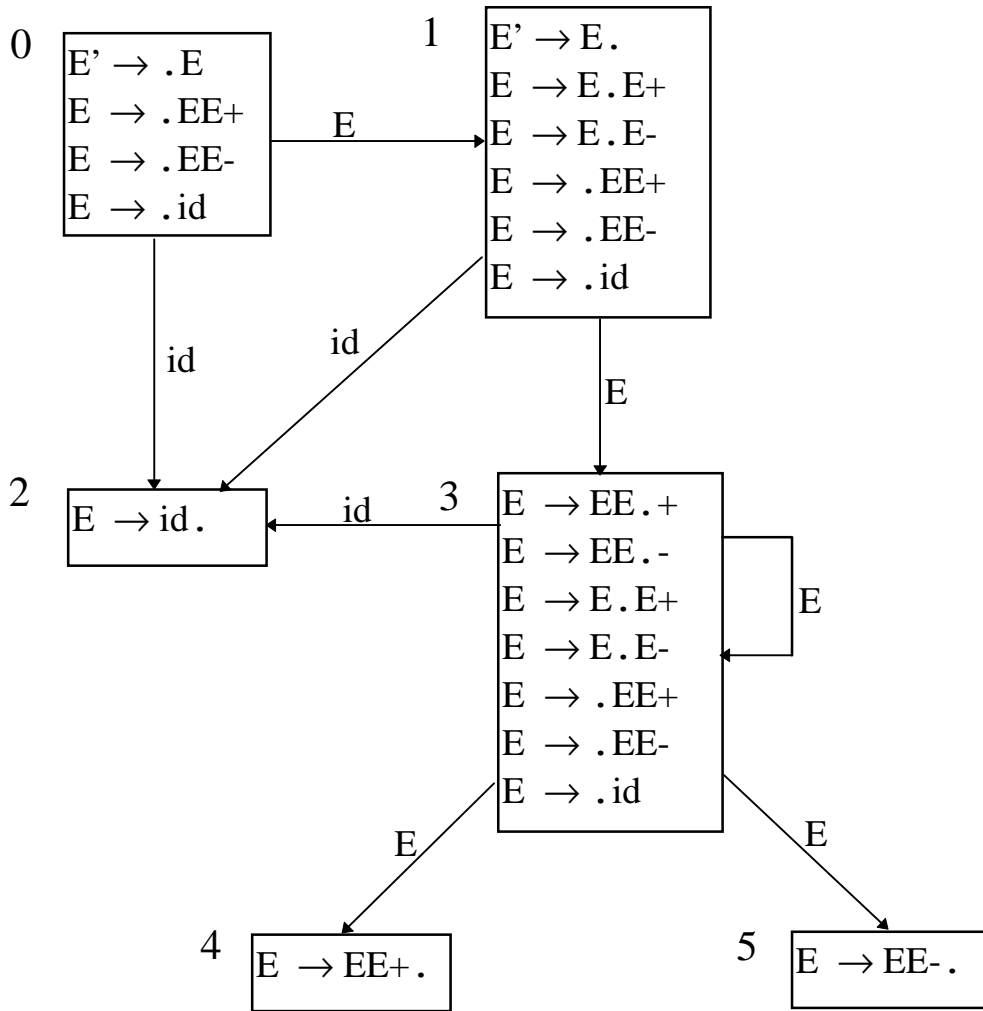 0
E’ → .E
E → .EE+
E → .EE-
E → .id
E
1
E’ → E.
E → E.E+
E → E.E-
E → .EE+
E → .EE-
E → .id
id
id
E
2
E → id.
id
3
E → EE.+
E → EE.-
E → E.E+
E → E.E-
E → .EE+
E → .EE-
E → .id
E
E
E
4
E → EE+.
5
E → EE-.